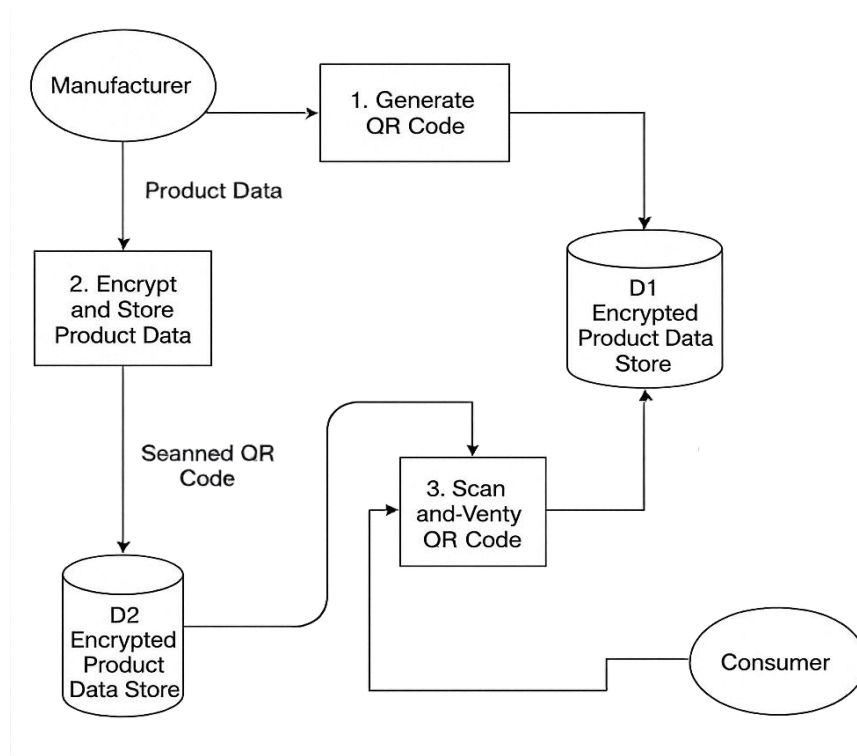 Manufacturer
1. Generate
QR Code
Product Data
2. Encrypt
and Store
Product Data
D1
Encrypted
Product Data
Store
Seanned QR
Code
3. Scan
and-Venty
QR Code
D2
Encrypted
Product
Data Store
Consumer